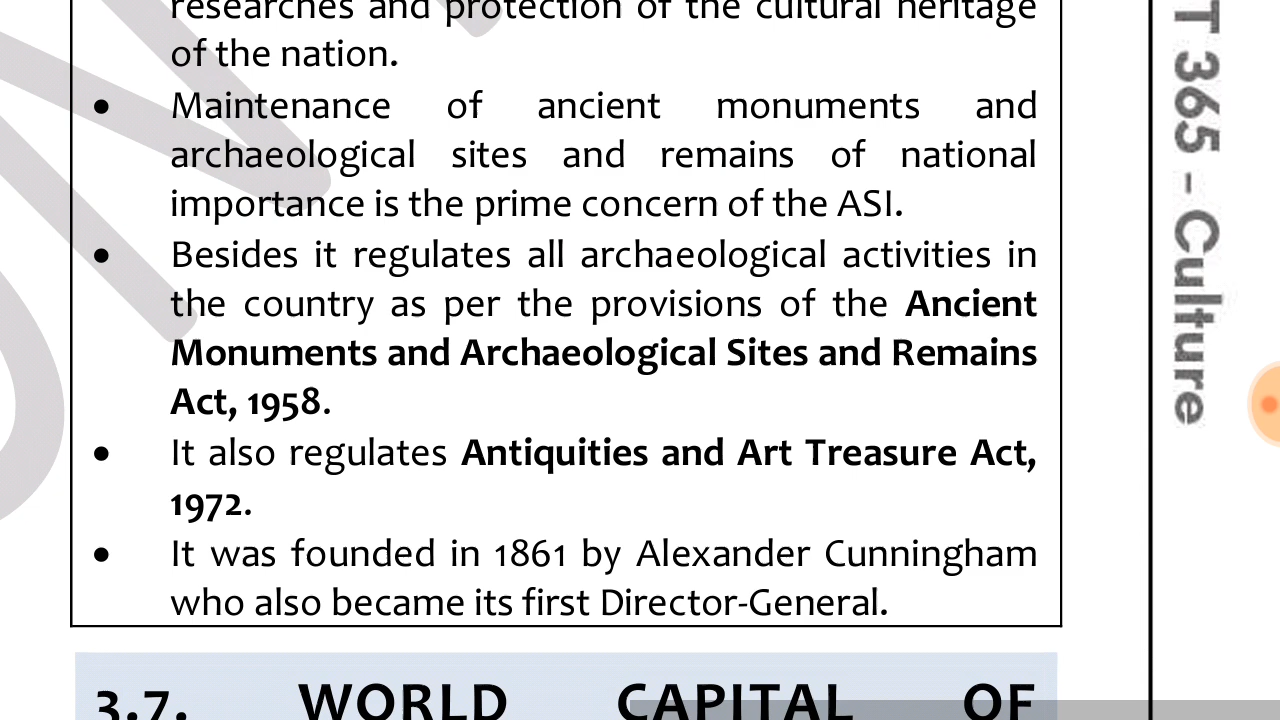 researches and protection of the cultural heritage
of the nation.
• Maintenance of ancient monuments and
archaeological sites and remains of national
importance is the prime concern of the ASI.
• Besides it regulates all archaeological activities in
the country as per the provisions of the Ancient
Monuments and Archaeological Sites and Remains
Act, 1958.
• It also regulates Antiquities and Art Treasure Act,
1972.
• It was founded in 1861 by Alexander Cunningham
who also became its first Director-General.
3.7. WORLD CAPITAL OF
T 365 - Culture